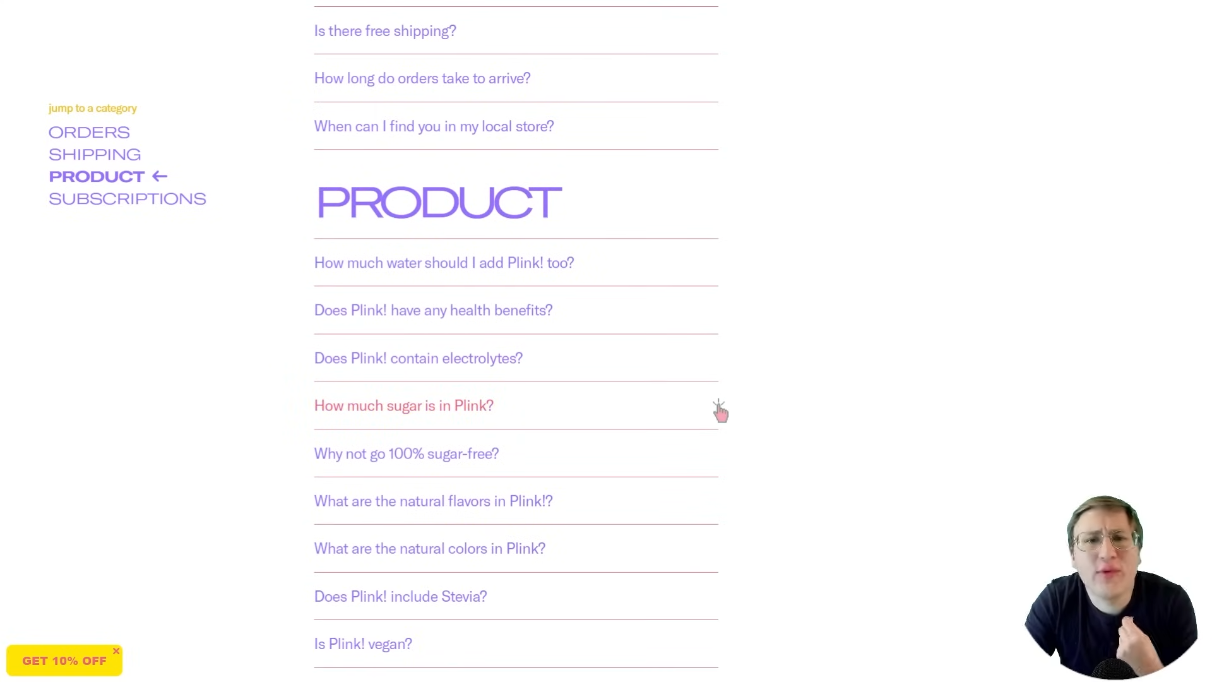 Is there free shipping?
How long do orders take to arrive?
When can I find you in my local store?
jump to a category
ORDERS
SHIPPING
PRODUCT ←
SUBSCRIPTIONS
PRODUCT
How much water should I add Plink! too?
Does Plink! have any health benefits?
Does Plink! contain electrolytes?
How much sugar is in Plink?
Why not go 100% sugar-free?
What are the natural flavors in Plink!?
What are the natural colors in Plink?
Does Plink! include Stevia?
Is Plink! vegan?
GET 10% OFF ×